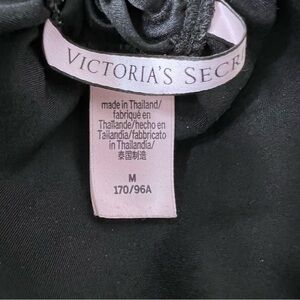 VICTORIA'S SECR
made in Thailand/
fabriqué en
Thaïlande/hecho en
Tailandia/fabbricato
in Thailandia/
泰国制造
M
170/96A